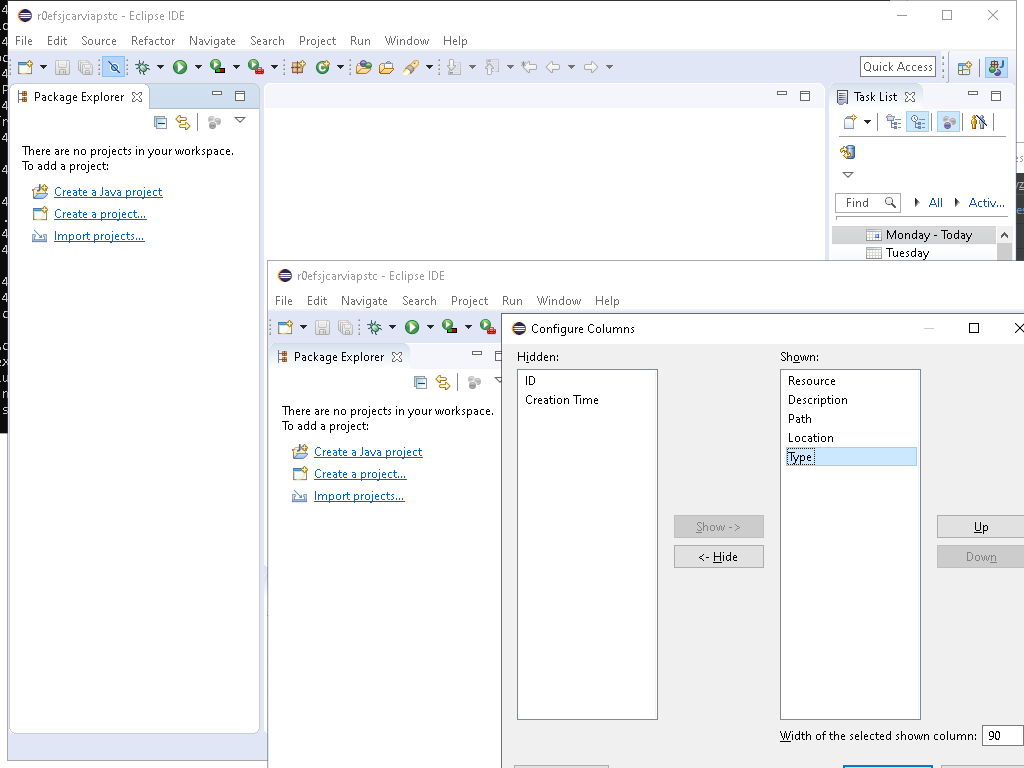 r0efsjcarviapstc - Eclipse IDE
File Edit Source Refactor Navigate Search Project Run Window Help
Quick Access
Package Explorer
Task List
There are no projects in your workspace.
To add a project:
Create a Java project
Create a project...
Import projects...
Find All Activ...
Monday - Today
Tuesday
r0efsjcarviapstc - Eclipse IDE
File Edit Navigate Search Project Run Window Help
Package Explorer
There are no projects in your workspace.
To add a project:
Create a Java project
Create a project...
Import projects...
Configure Columns
Hidden:
ID
Creation Time
Show ->
<- Hide
Shown:
Resource
Description
Path
Location
Type
Up
Down
Width of the selected shown column: 90